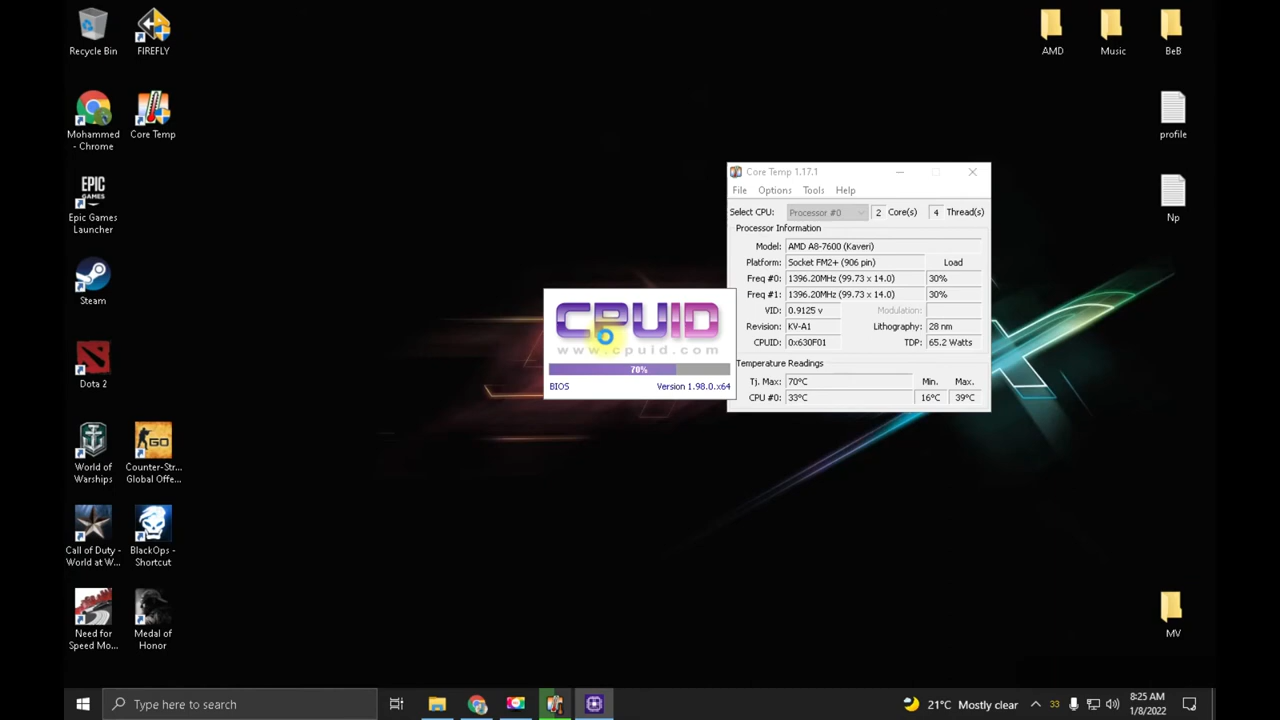 Recycle Bin
FIREFLY
AMD
Music
BeB
Mohammed
- Chrome
Core Temp
profile
Epic Games
Launcher
EPIC
GAMES
Np
Steam
Dota 2
World of
Warships
Counter-Str...
Global Offe...
GO
Call of Duty -
World at W...
BlackOps -
Shortcut
Need for
Speed Mo...
Medal of
Honor
MV
Core Temp 1.17.1
File Options Tools Help
Select CPU: Processor #0 2 Core(s) 4 Thread(s)
Processor Information
Model: AMD A8-7600 (Kaveri)
Platform: Socket FM2+ (906 pin) Load
Freq #0: 1396.20MHz (99.73 x 14.0) 30%
Freq #1: 1396.20MHz (99.73 x 14.0) 30%
VID: 0.9125 v Modulation:
Revision: KV-A1 Lithography: 28 nm
CPUID: 0x630F01 TDP: 65.2 Watts
Temperature Readings
Tj. Max: 70°C Min. Max.
CPU #0: 33°C 16°C 39°C
CPUID
www.cpuid.com
70%
BIOS Version 1.98.0.x64
Type here to search
33
21°C Mostly clear
8:25 AM
1/8/2022